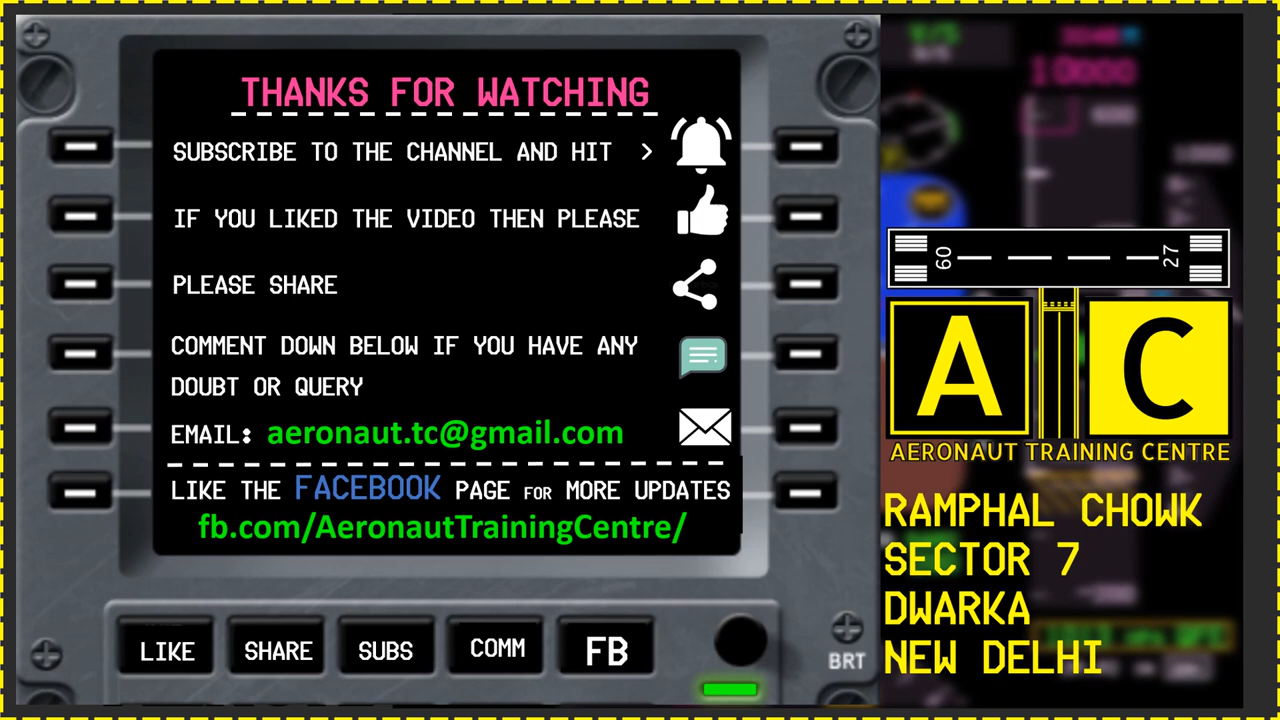 THANKS FOR WATCHING
SUBSCRIBE TO THE CHANNEL AND HIT >
IF YOU LIKED THE VIDEO THEN PLEASE
PLEASE SHARE
COMMENT DOWN BELOW IF YOU HAVE ANY
DOUBT OR QUERY
EMAIL: aeronaut.tc@gmail.com
LIKE THE FACEBOOK PAGE FOR MORE UPDATES
fb.com/AeronautTrainingCentre/
LIKE
SHARE
SUBS
COMM
FB
BRT
10000
09
27
A
C
AERONAUT TRAINING CENTRE
RAMPHAL CHOWK
SECTOR 7
DWARKA
NEW DELHI